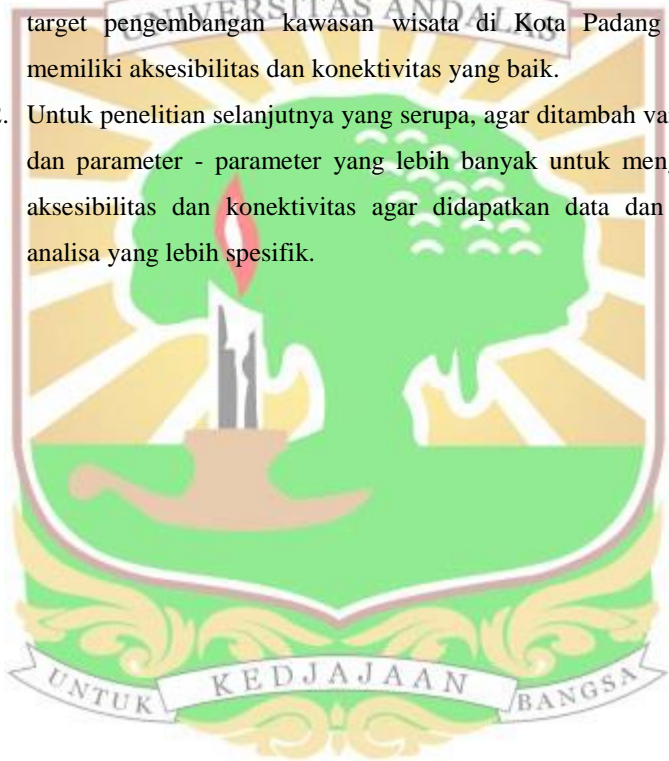 UNIVERSITAS ANDALAS
target pengembangan kawasan wisata di Kota Padang
memiliki aksesibilitas dan konektivitas yang baik.
Untuk penelitian selanjutnya yang serupa, agar ditambah
dan parameter - parameter yang lebih banyak untuk
aksesibilitas dan konektivitas agar didapatkan data dan
analisa yang lebih spesifik.
UNTUK KEDJAJAAN BANGSA